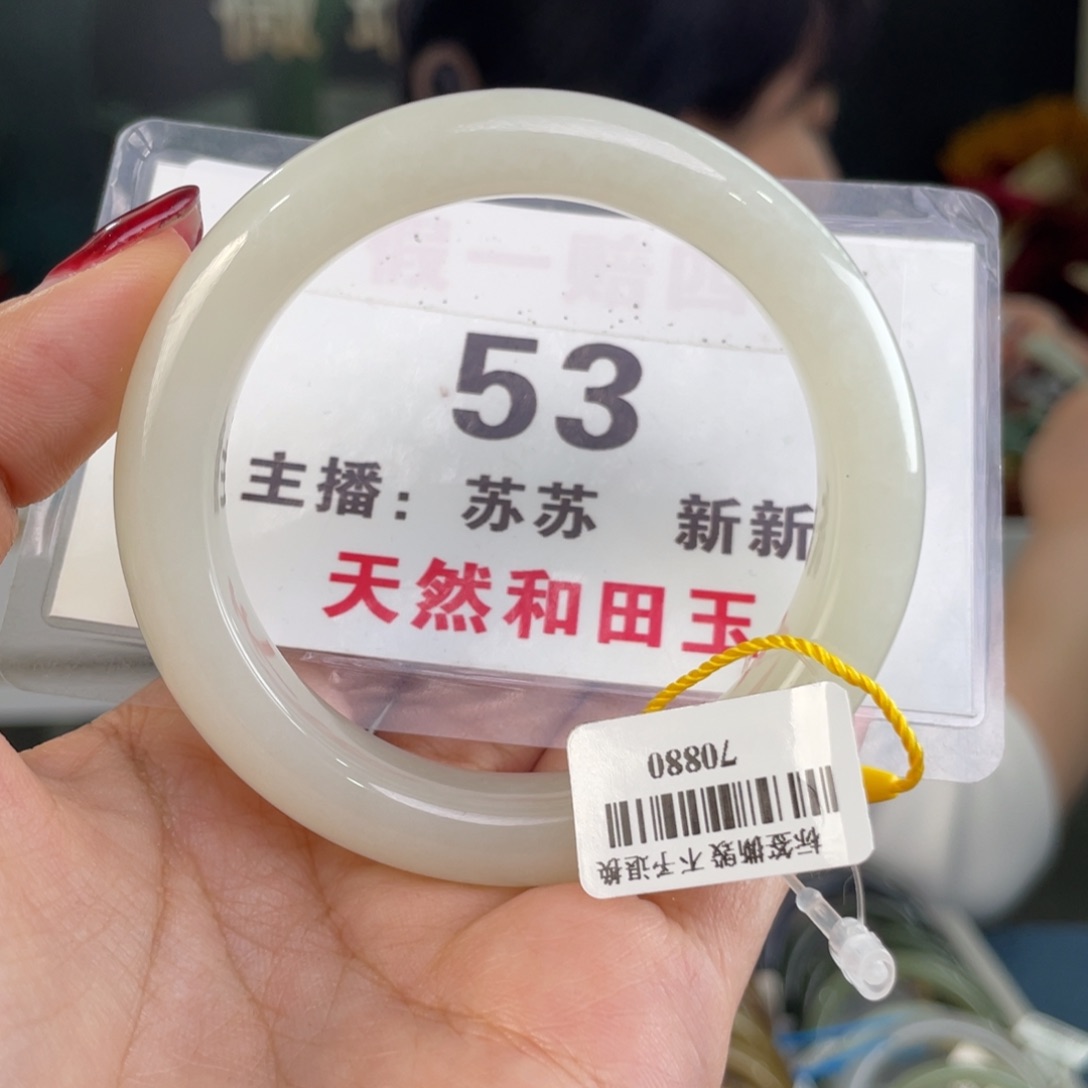 53
主播：苏苏 新新
天然和田玉
70880
标签撕毁 不予退换